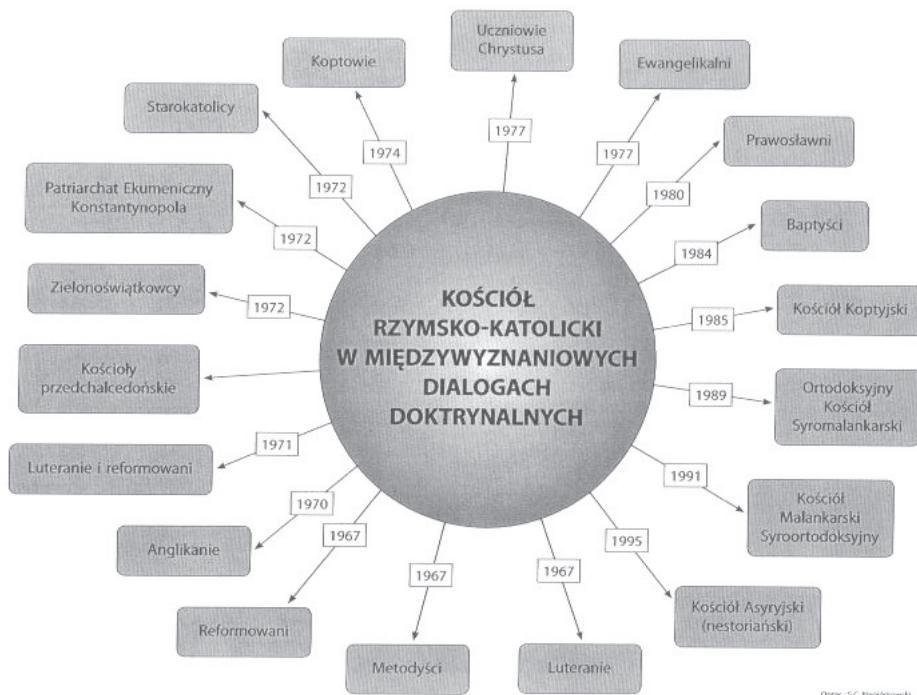 KOŚCIÓŁ
RZYMSKO-KATOLICKI
W MIĘDZYWYZNANIOWYCH
DIALOGACH
DOKTRYNALNYCH
Uczniowie
Chrystusa
1977
Ewangelikalni
1977
Prawosławni
1980
Baptyści
1984
Kościół Koptyjski
1985
Ortodoksyjny
Kościół
Syromalankarski
1989
Kościół
Malankarski
Syroortodoksyjny
1991
Kościół Asyryjski
(nestoriański)
1995
Luteranie
1967
Metodyści
1967
Reformowani
1967
Anglikanie
1970
Luteranie i reformowani
1971
Kościoły
przedchalcedońskie
Zielonoświątkowcy
1972
Patriarchat Ekumeniczny
Konstantynopola
1972
Starokatolicy
1972
Koptowie
1974
Oprac. S.C. Napiórkowski